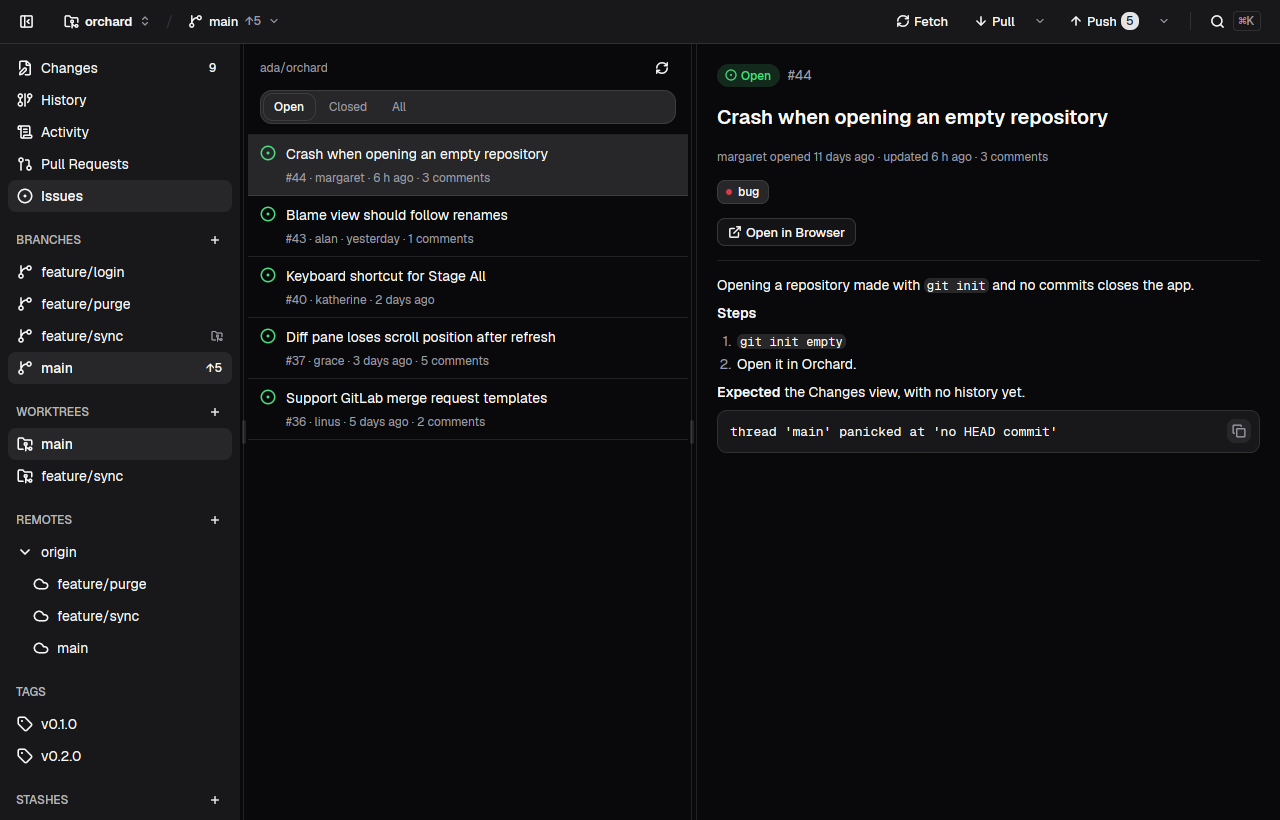 orchard / main ↑5
Fetch Pull Push 5 ⌘K
Changes 9
History
Activity
Pull Requests
Issues
BRANCHES +
feature/login
feature/purge
feature/sync
main ↑5
WORKTREES +
main
feature/sync
REMOTES +
origin
feature/purge
feature/sync
main
TAGS
v0.1.0
v0.2.0
STASHES +
ada/orchard
Open Closed All
Crash when opening an empty repository
#44 · margaret · 6 h ago · 3 comments
Blame view should follow renames
#43 · alan · yesterday · 1 comments
Keyboard shortcut for Stage All
#40 · katherine · 2 days ago
Diff pane loses scroll position after refresh
#37 · grace · 3 days ago · 5 comments
Support GitLab merge request templates
#36 · linus · 5 days ago · 2 comments
Open #44
Crash when opening an empty repository
margaret opened 11 days ago · updated 6 h ago · 3 comments
bug
Open in Browser
Opening a repository made with git init and no commits closes the app.
Steps
1. git init empty
2. Open it in Orchard.
Expected the Changes view, with no history yet.
thread 'main' panicked at 'no HEAD commit'